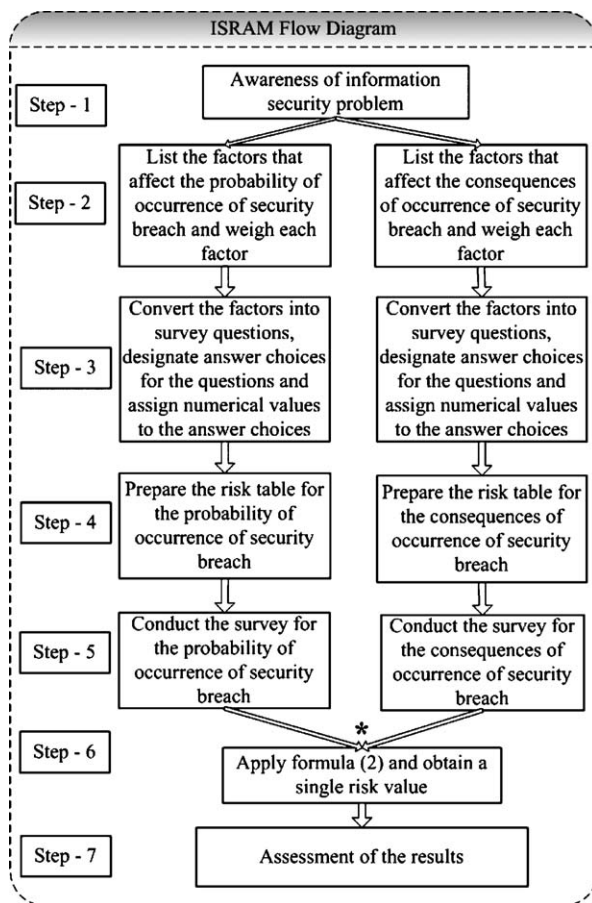 ISRAM Flow Diagram
Step - 1
Awareness of information
security problem
Step - 2
List the factors that
affect the probability of
occurrence of security
breach and weigh each
factor
List the factors that
affect the consequences
of occurrence of security
breach and weigh each
factor
Step - 3
Convert the factors into
survey questions,
designate answer choices
for the questions and
assign numerical values
to the answer choices
Convert the factors into
survey questions,
designate answer choices
for the questions and
assign numerical values
to the answer choices
Step - 4
Prepare the risk table for
the probability of
occurrence of security
breach
Prepare the risk table for
the consequences of
occurrence of security
breach
Step - 5
Conduct the survey for
the probability of
occurrence of security
breach
Conduct the survey for
the consequences of
occurrence of security
breach
*
Step - 6
Apply formula (2) and obtain a
single risk value
Step - 7
Assessment of the results